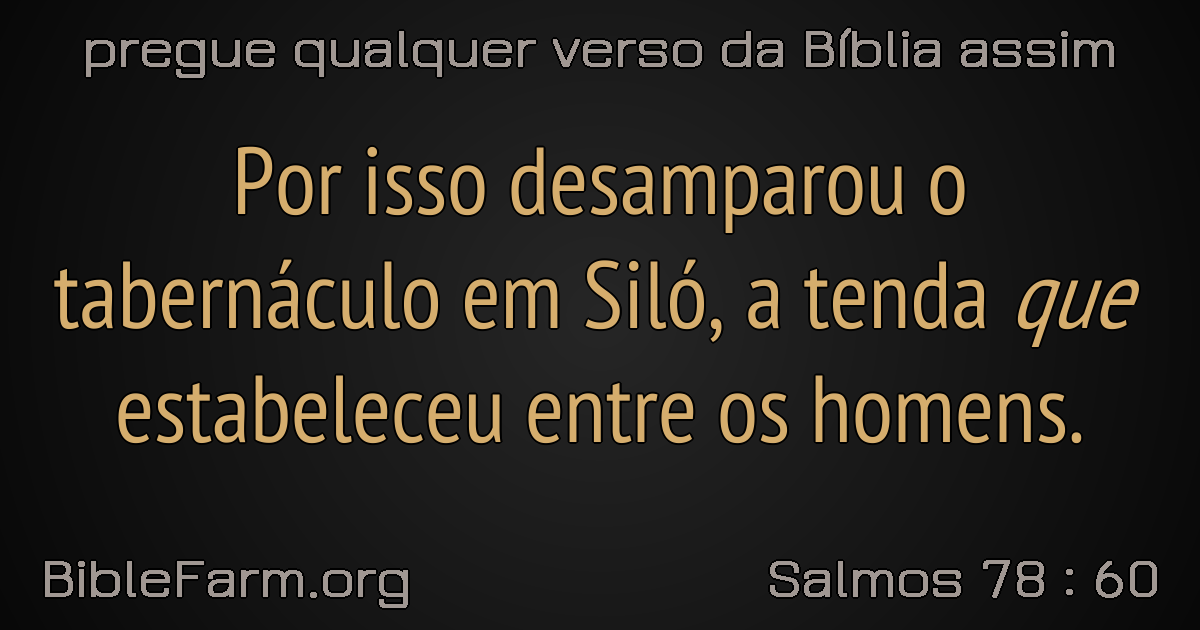 pregue qualquer verso da Bíblia assim
Por isso desamparou o
tabernáculo em Siló, a tenda que
estabeleceu entre os homens.
BibleFarm.org
Salmos 78 : 60